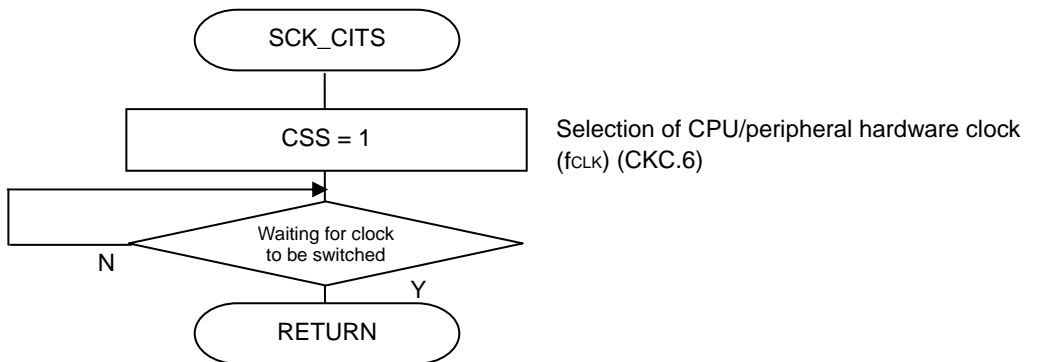 SCK_CITS
CSS = 1
Selection of CPU/peripheral hardware clock
(fCLK) (CKC.6)
Waiting for clock
to be switched
N
Y
RETURN